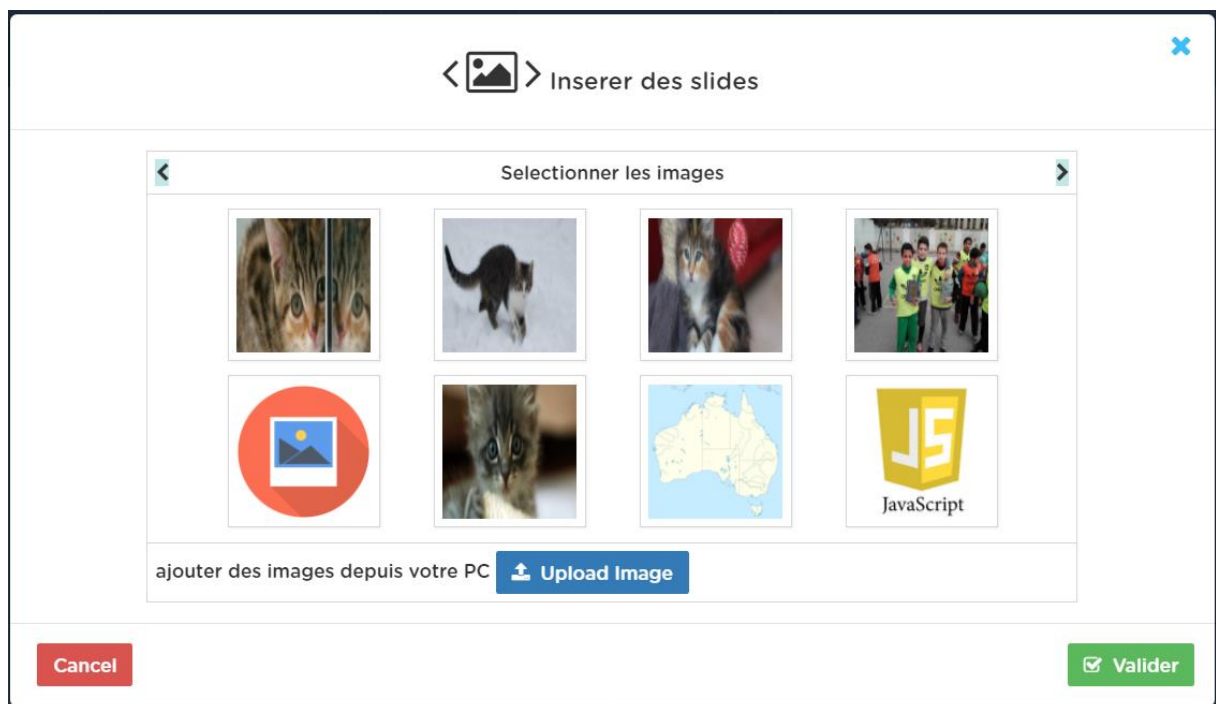 Inserer des slides
Selectionner les images
JS
JavaScript
ajouter des images depuis votre PC Upload Image
Cancel Valider